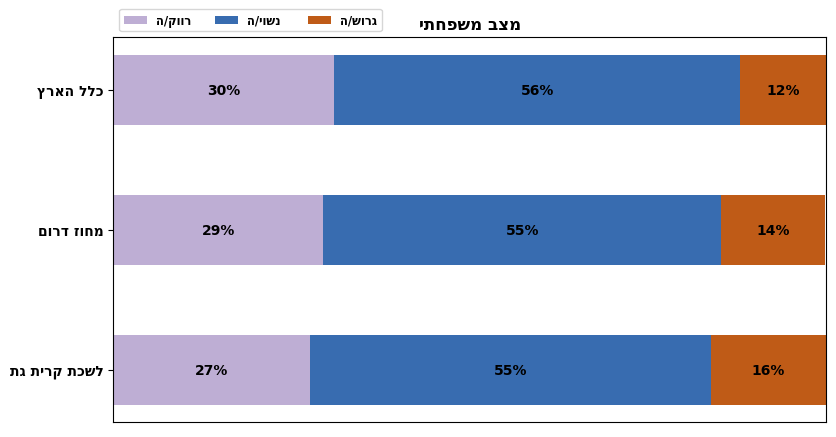 רווק/ה נשוי/ה גרוש/ה
מצב משפחתי
כלל הארץ
30% 56% 12%
מחוז דרום
29% 55% 14%
לשכת קרית גת
27% 55% 16%